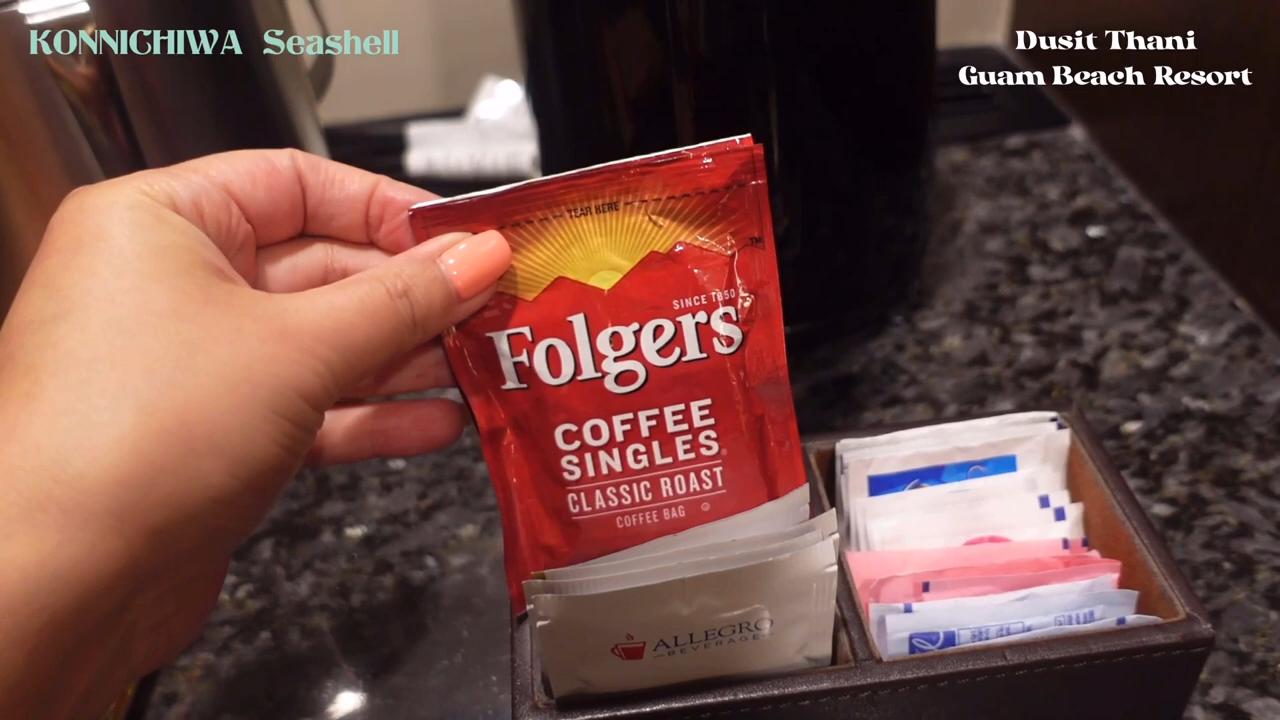 KONNICHIWA Seashell
Dusit Thani
Guam Beach Resort
TEAR HERE
TM
SINCE 1850
Folgers
COFFEE
SINGLES
CLASSIC ROAST
COFFEE BAG
ALLEGRO
BEVERAGE